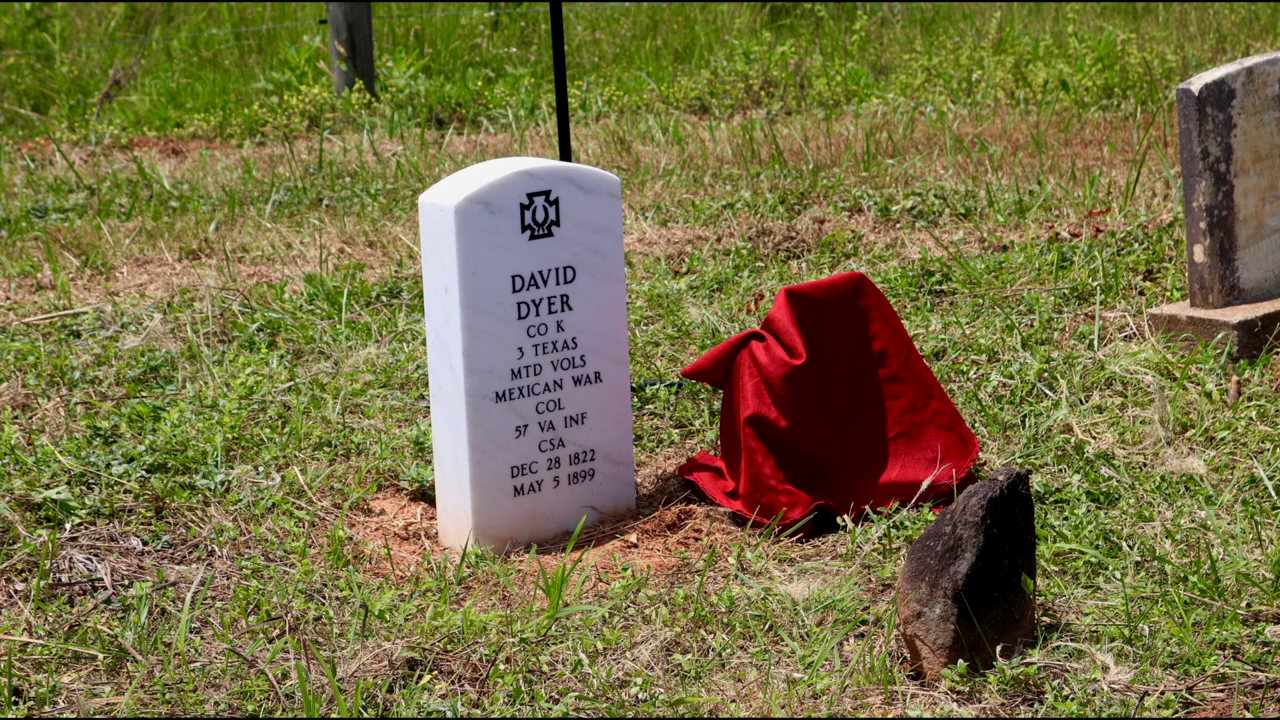 DAVID
DYER
CO K
3 TEXAS
MTD VOLS
MEXICAN WAR
COL
57 VA INF
CSA
DEC 28 1822
MAY 5 1899